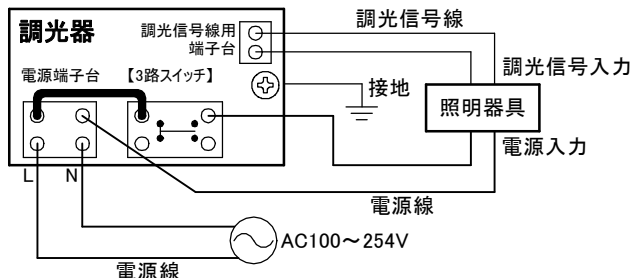 調光信号線
調光器
調光信号線用
端子台
調光信号入力
電源端子台
【3路スイッチ】
接地
照明器具
電源入力
L
N
電源線
AC100～254V
電源線